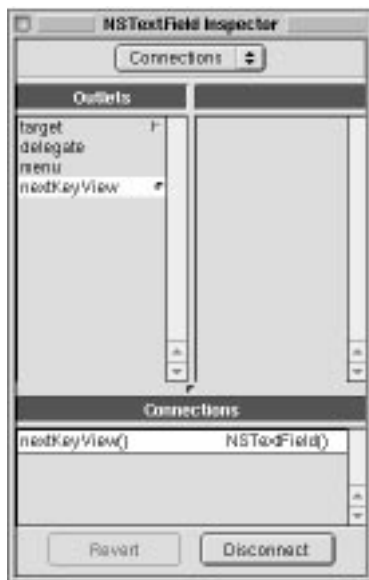 NSTextField Inspector
Connections
Outlets
target
delegate
menu
nextKeyView
Connections
nextKeyView() NSTextField()
Revert Disconnect